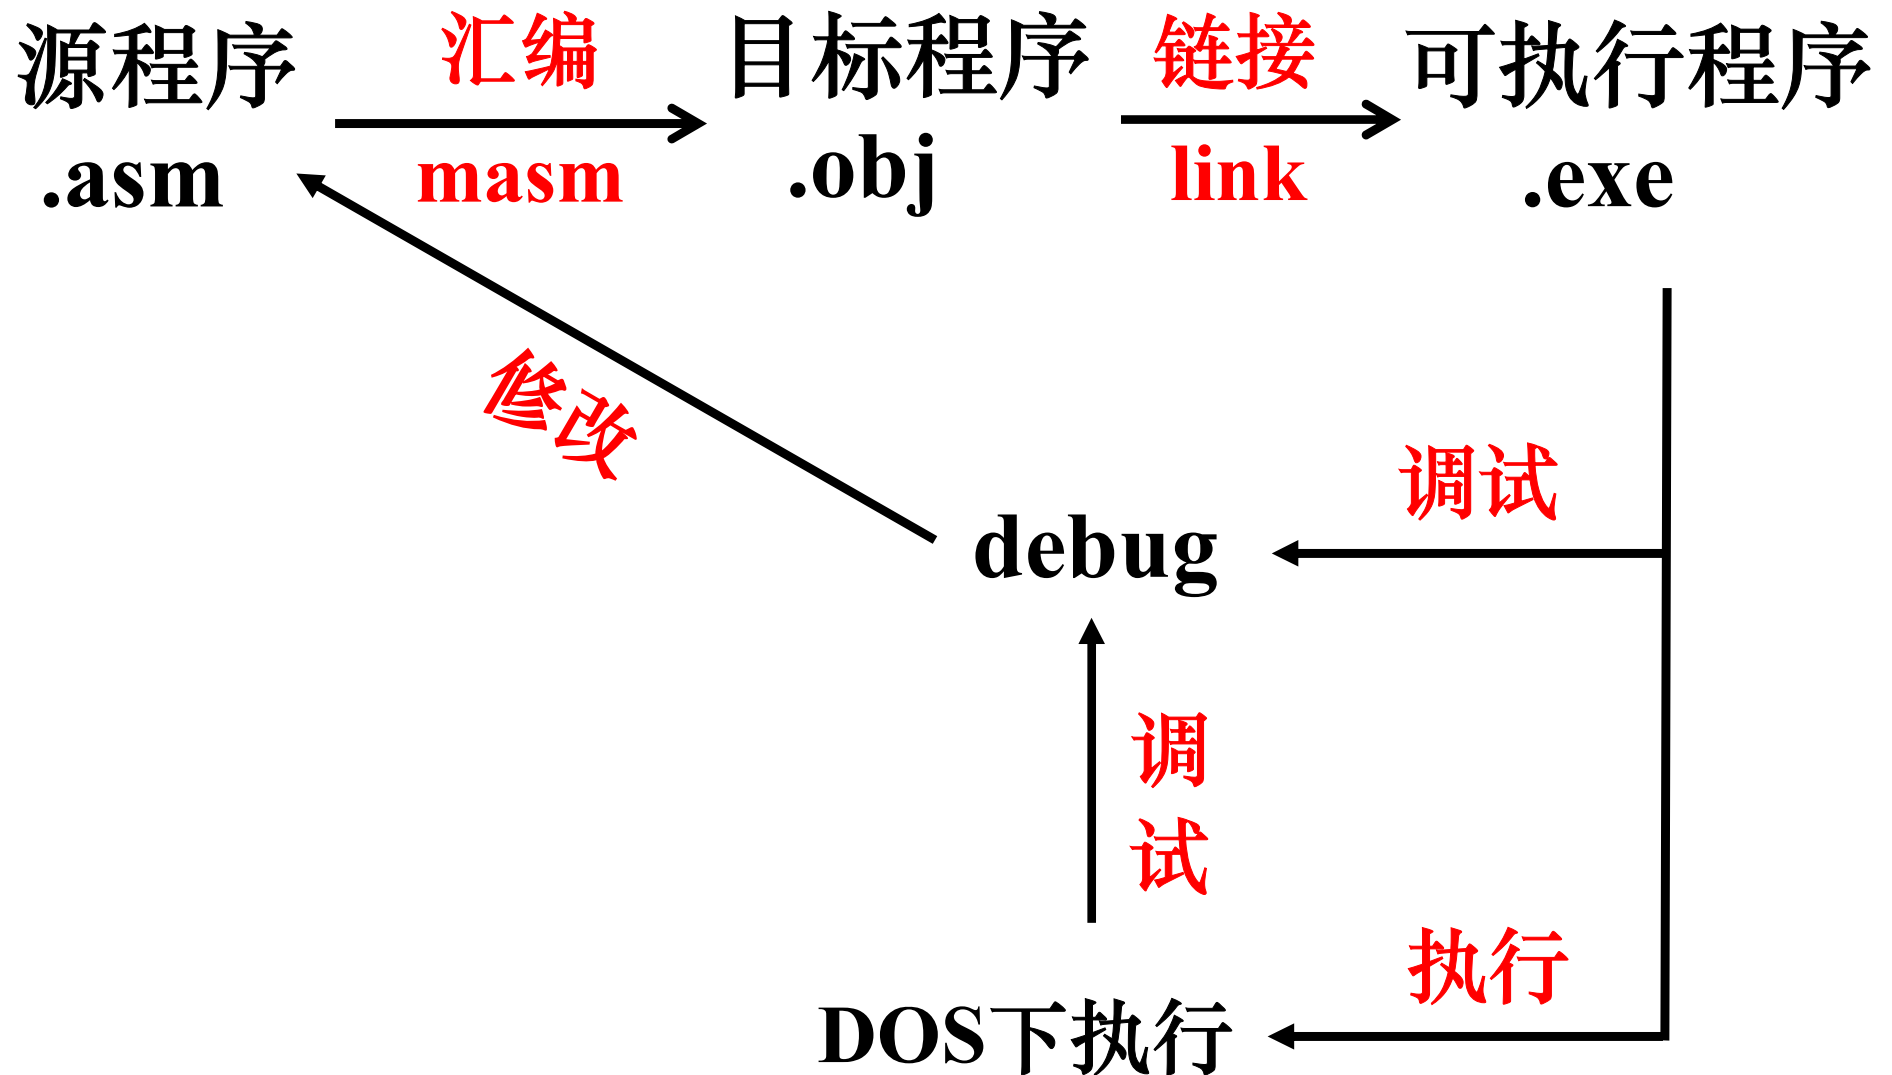 源程序
.asm
汇编
masm
目标程序
.obj
链接
link
可执行程序
.exe
修改
调试
debug
调
试
执行
DOS下执行